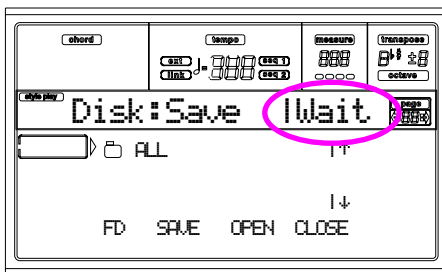 chord tempo measure transpose
ext seq 1
link seq 2
octave
style play page
Disk:Save |Wait
ALL |↑
|↓
FD SAVE OPEN CLOSE